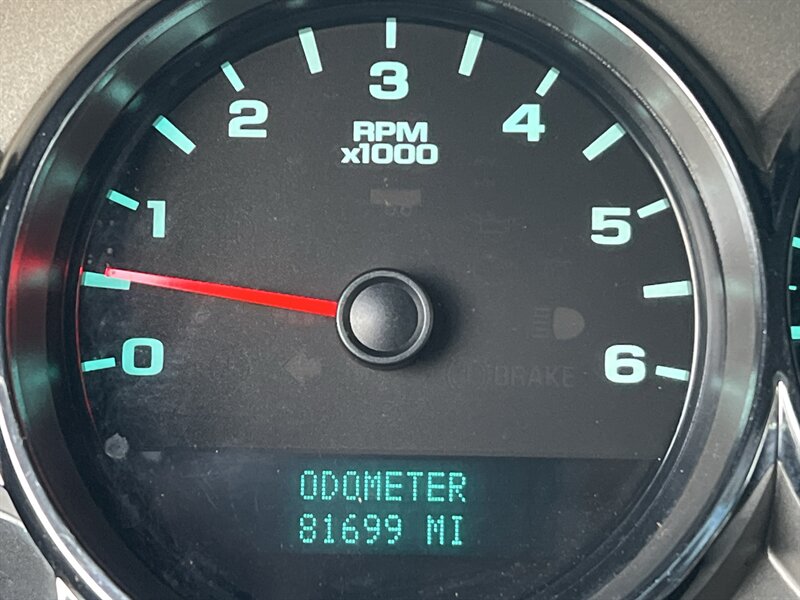 3
2 4
RPM
x1000
1 5
0 6
BRAKE
ODOMETER
81699 MI